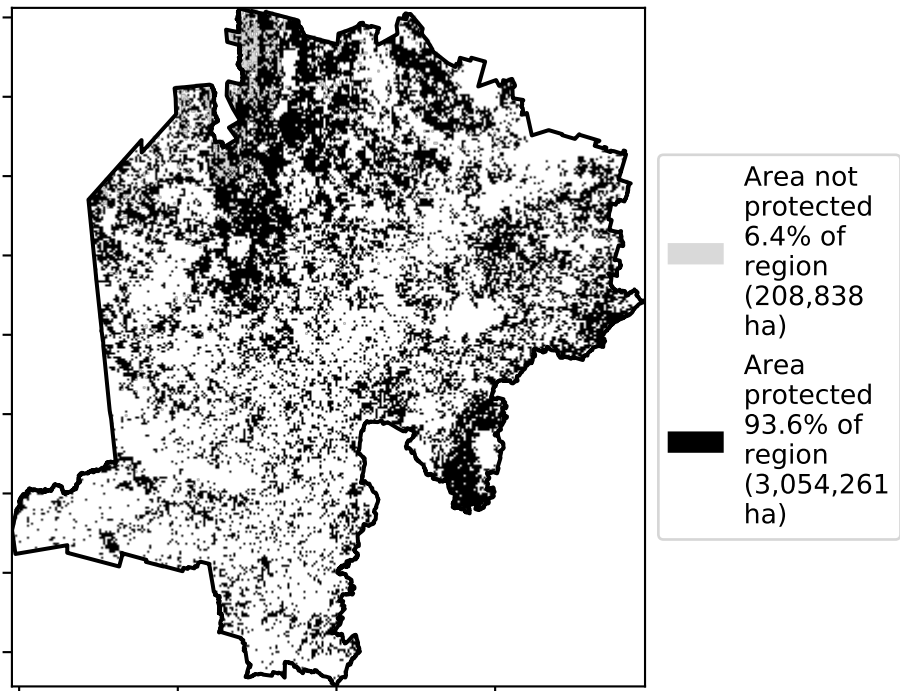 Area not
protected
6.4% of
region
(208,838
ha)
Area
protected
93.6% of
region
(3,054,261
ha)